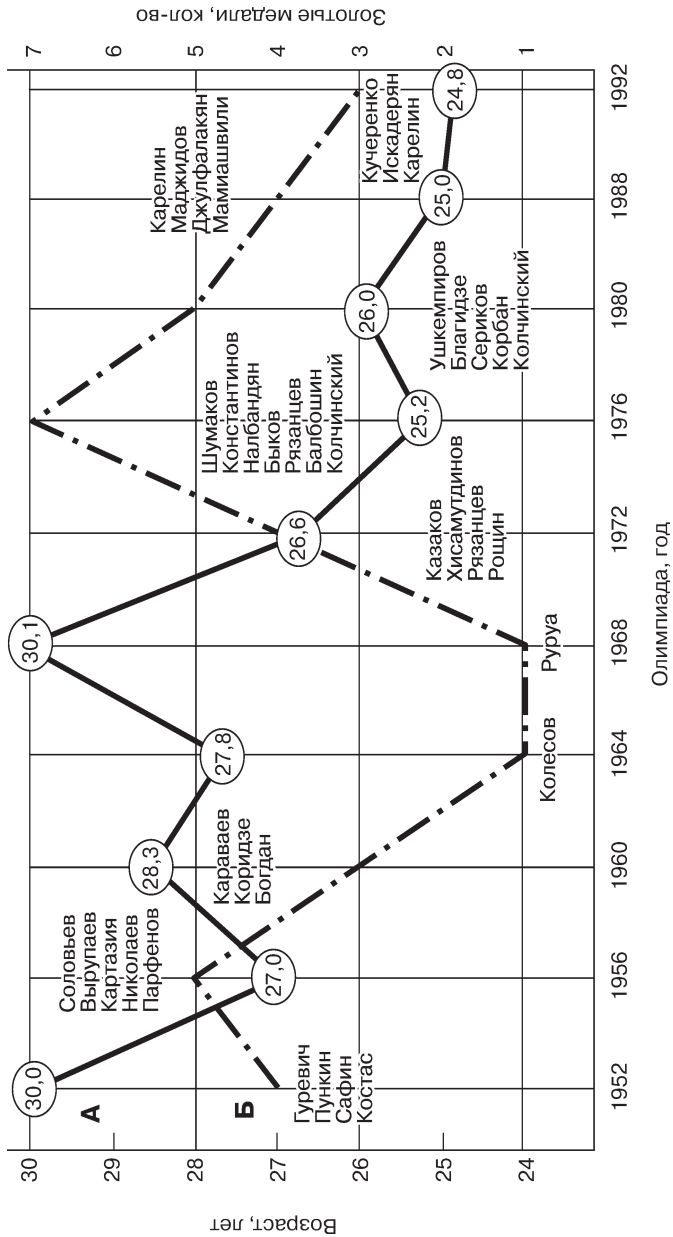 Возраст, лет
30
29
28
27
26
25
24
Золотые медали, кол-во
7
6
5
4
3
2
1
А
Б
30,0
27,0
28,3
27,8
30,1
26,6
25,2
26,0
25,0
24,8
Гуревич
Пункин
Сафин
Костас
Соловьев
Вырупаев
Картазия
Николаев
Парфенов
Караваев
Коридзе
Богдан
Колесов
Руруа
Казаков
Хисамутдинов
Рязанцев
Рощин
Шумаков
Константинов
Налбандян
Быков
Рязанцев
Балбошин
Колчинский
Ушкемпиров
Благидзе
Сериков
Корбан
Колчинский
Карелин
Маджидов
Джулфалакян
Мамиашвили
Кучеренко
Искадерян
Карелин
1952
1956
1960
1964
1968
1972
1976
1980
1988
1992
Олимпиада, год